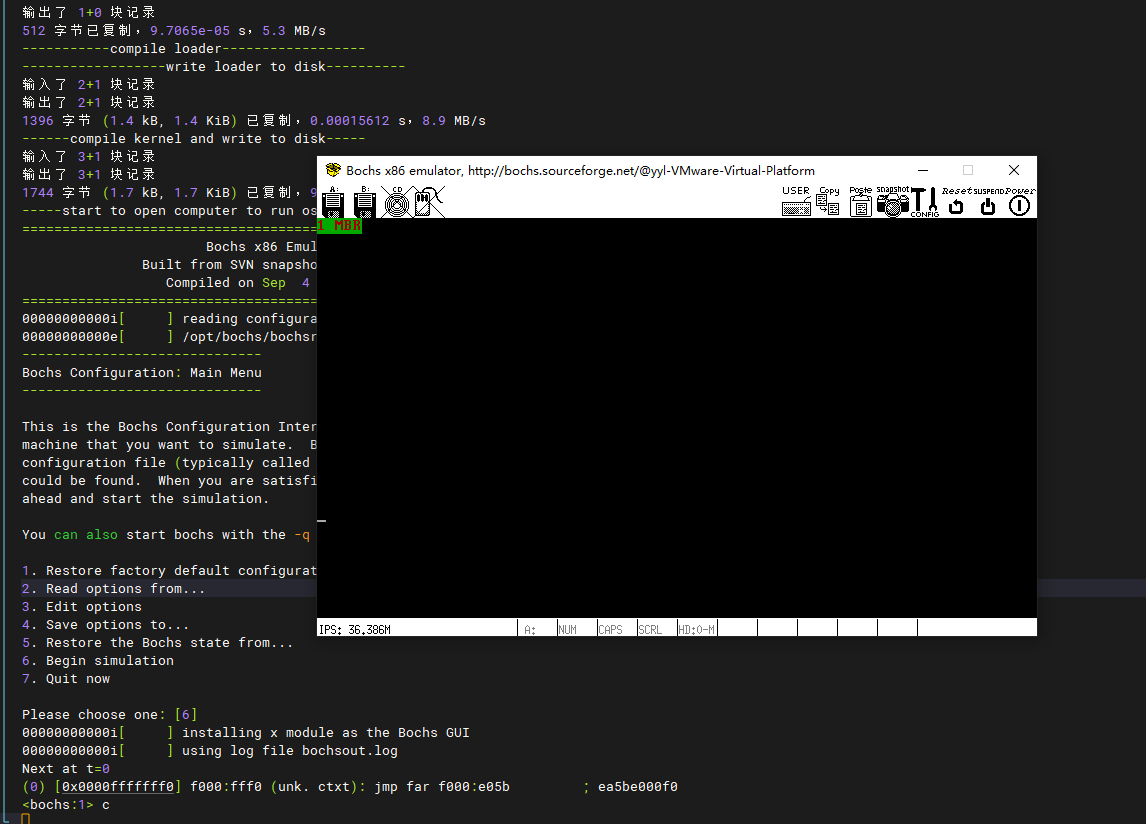 输出了 1+0 块记录
512 字节已复制，9.7065e-05 s，5.3 MB/s
-----------compile loader------------------
------------------write loader to disk----------
输入了 2+1 块记录
输出了 2+1 块记录
1396 字节 (1.4 kB, 1.4 KiB) 已复制，0.00015612 s，8.9 MB/s
------compile kernel and write to disk-----
输入了 3+1 块记录
输出了 3+1 块记录
1744 字节 (1.7 kB, 1.7 KiB) 已复制，9
-----start to open computer to run os
=====================================
Bochs x86 Emul
Built from SVN snapsho
Compiled on Sep 4
=====================================
00000000000i[      ] reading configura
00000000000e[      ] /opt/bochs/bochsr
------------------------------
Bochs Configuration: Main Menu
------------------------------
This is the Bochs Configuration Inter
machine that you want to simulate.  B
configuration file (typically called
could be found.  When you are satisfi
ahead and start the simulation.
You can also start bochs with the -q
1. Restore factory default configurat
2. Read options from...
3. Edit options
4. Save options to...
5. Restore the Bochs state from...
6. Begin simulation
7. Quit now
Please choose one: [6]
00000000000i[      ] installing x module as the Bochs GUI
00000000000i[      ] using log file bochsout.log
Next at t=0
(0) [0x0000fffffff0] f000:fff0 (unk. ctxt): jmp far f000:e05b         ; ea5be000f0
<bochs:1> c
Bochs x86 emulator, http://bochs.sourceforge.net/@yyl-VMware-Virtual-Platform
A: B: CD USER Copy Paste snapshot CONFIG Reset SUSPEND Power
1 MBR
IPS: 36.386M A: NUM CAPS SCRL HD:0-M